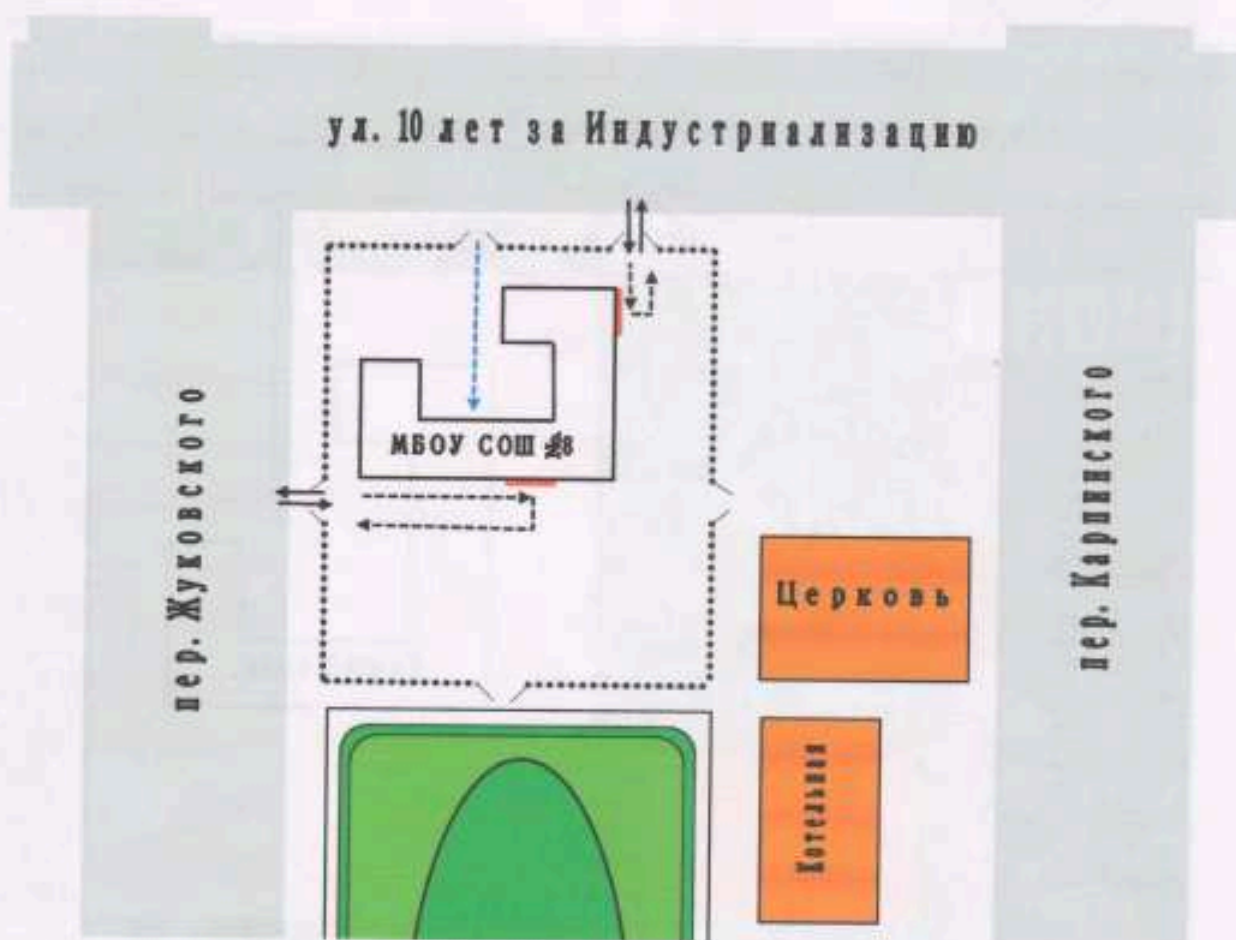 ул. 10 лет за Индустриализацию
пер. Жуковского
МБОУ СОШ №8
пер. Карпинского
Церковь
Котельная